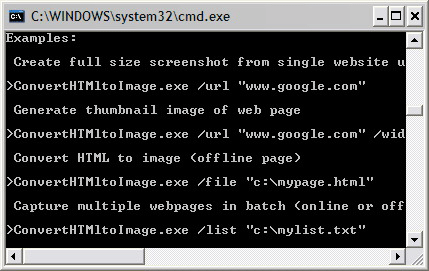 C:\WINDOWS\system32\cmd.exe
Examples:
Create full size screenshot from single website u
>ConvertHTMltoImage.exe /url "www.google.com"
Generate thumbnail image of web page
>ConvertHTMltoImage.exe /url "www.google.com" /wid
Convert HTML to image (offline page)
>ConvertHTMltoImage.exe /file "c:\mypage.html"
Capture multiple webpages in batch (online or off
>ConvertHTMltoImage.exe /list "c:\mylist.txt"